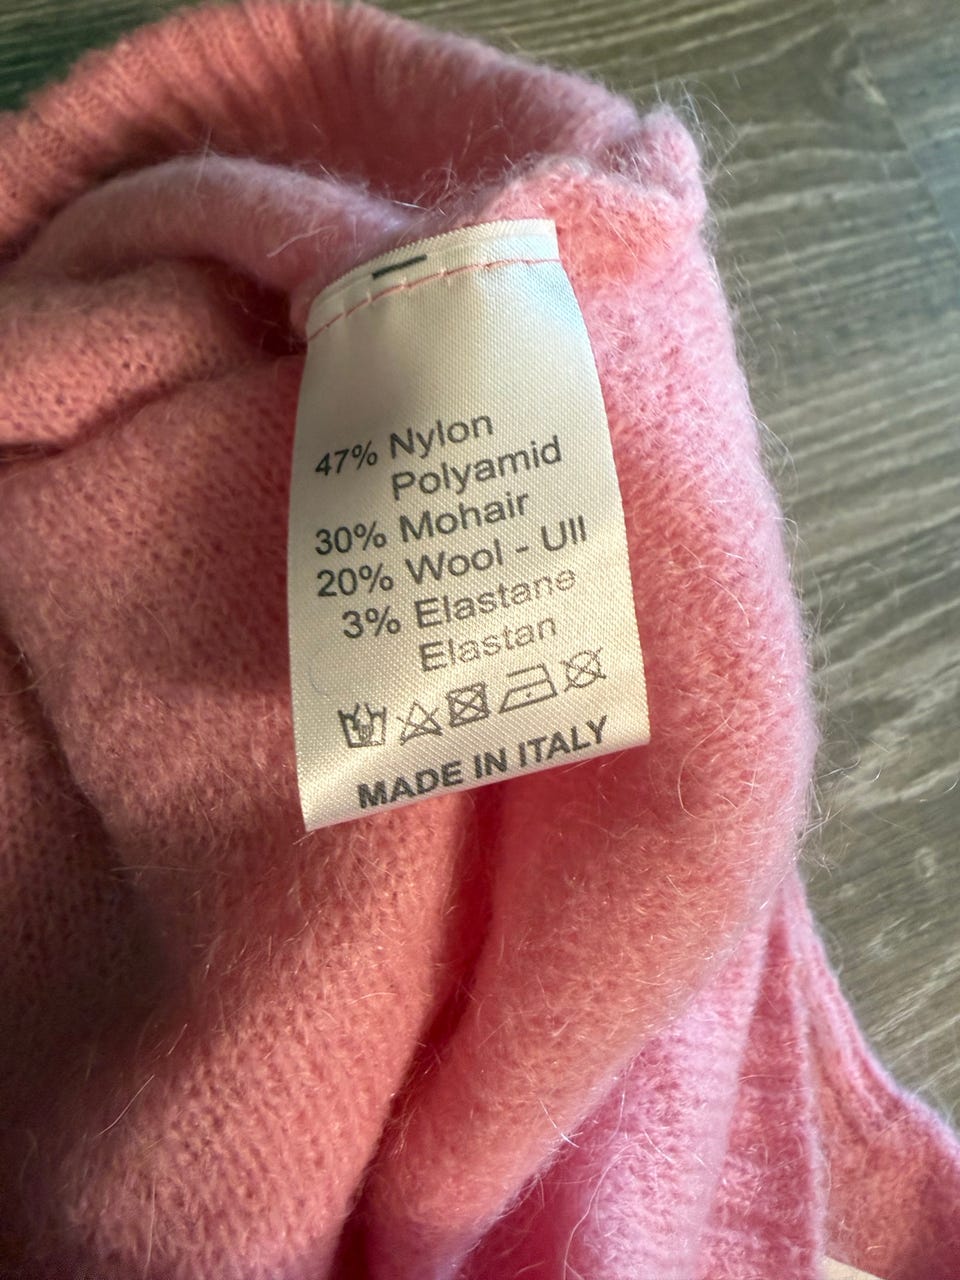 47% Nylon
Polyamid
30% Mohair
20% Wool - Ull
3% Elastane
Elastan
MADE IN ITALY